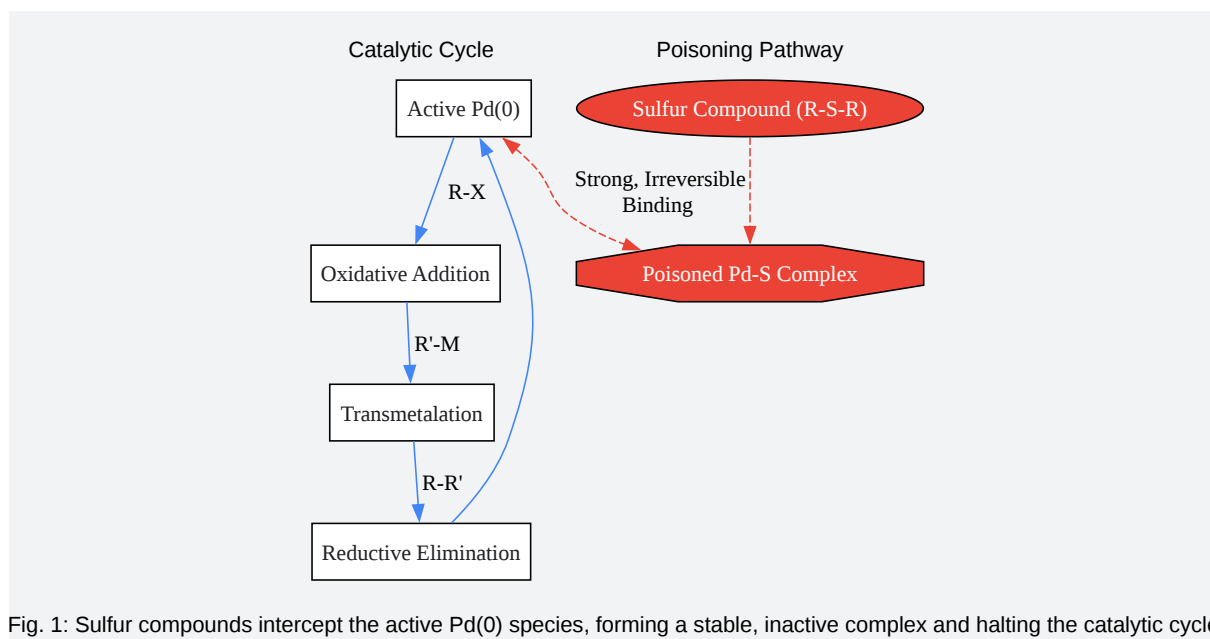 Catalytic Cycle
Poisoning Pathway
Active Pd(0)
Sulfur Compound (R-S-R)
Strong, Irreversible
Binding
R-X
Oxidative Addition
Poisoned Pd-S Complex
R'-M
Transmetalation
R-R'
Reductive Elimination
Fig. 1: Sulfur compounds intercept the active Pd(0) species, forming a stable, inactive complex and halting the catalytic cycle